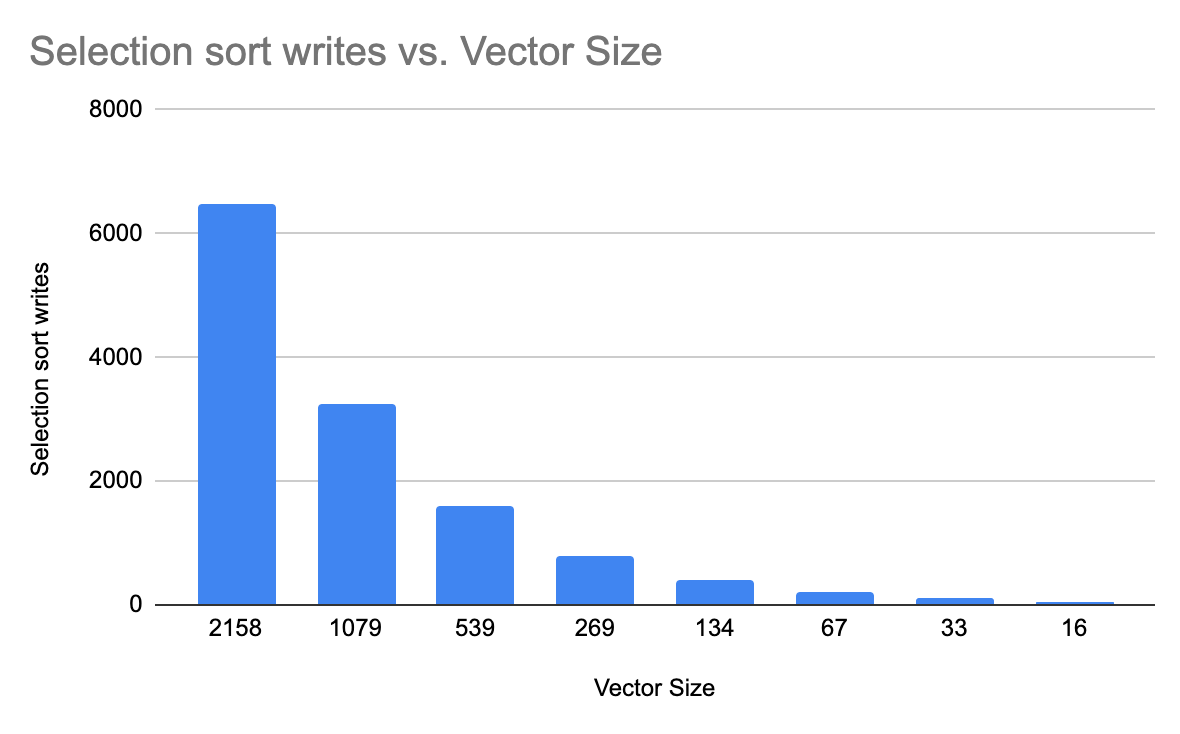 Selection sort writes vs. Vector Size
8000
6000
4000
2000
0
Selection sort writes
2158 1079 539 269 134 67 33 16
Vector Size